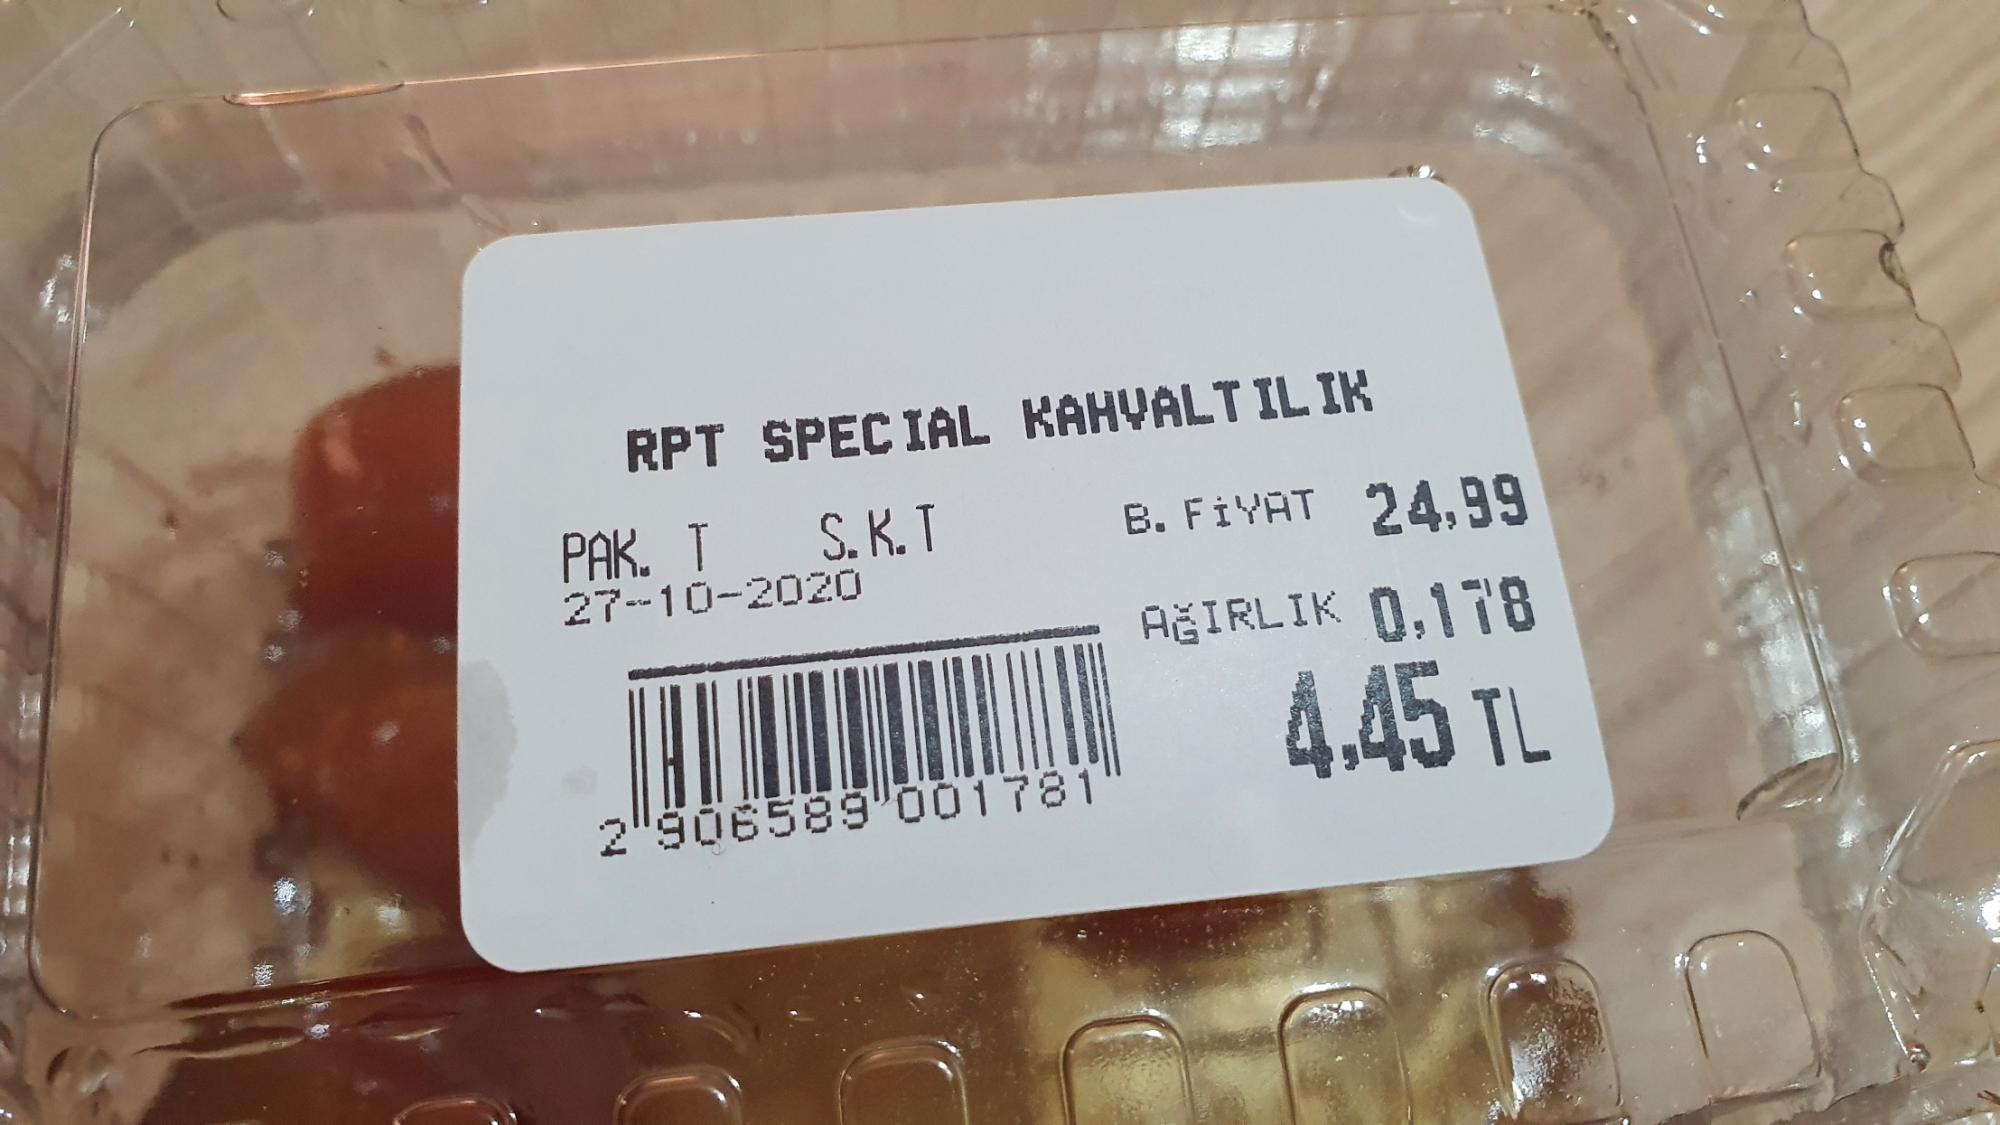 RPT SPECIAL KAHVALTILIK
PAK. T S.K.T
27-10-2020
B. FİYAT 24,99
AĞIRLIK 0,178
4,45 TL
2 906589 001781